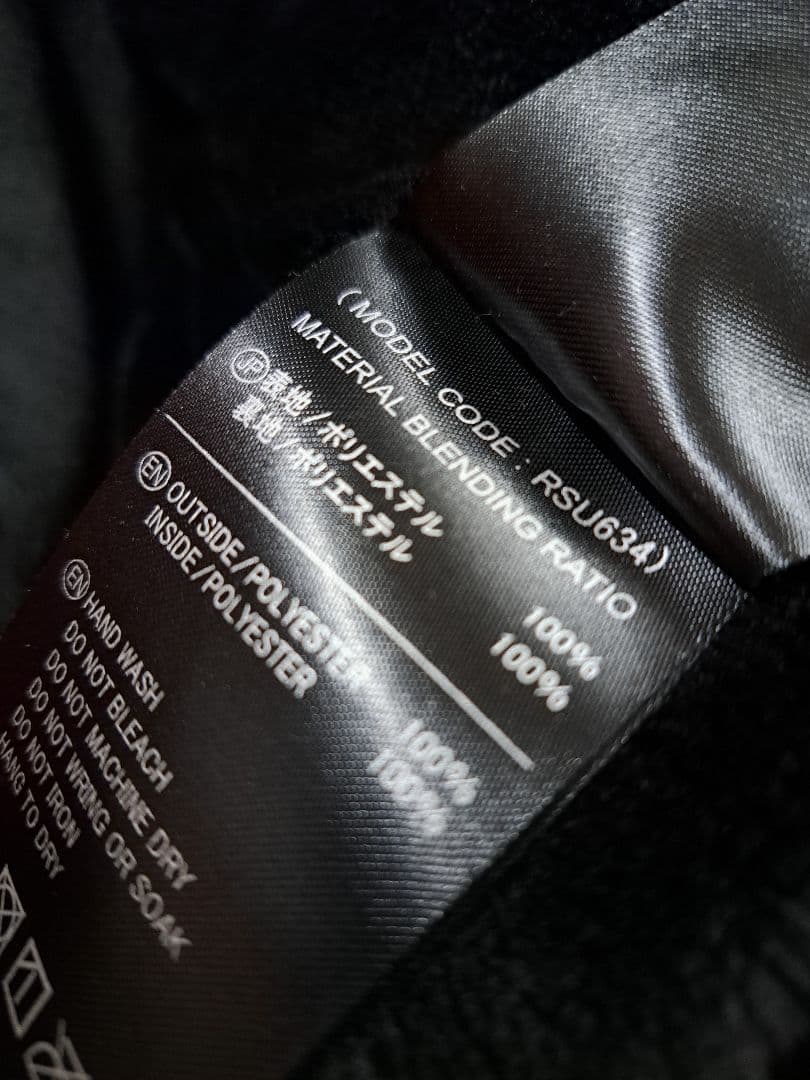 (MODEL CODE : RSU634)
MATERIAL BLENDING RATIO
JP 表地/ポリエステル 100%
裏地/ポリエステル 100%
EN OUTSIDE/POLYESTER 100%
INSIDE/POLYESTER 100%
EN HAND WASH
DO NOT BLEACH
DO NOT MACHINE DRY
DO NOT WRING OR SOAK
DO NOT IRON
HANG TO DRY